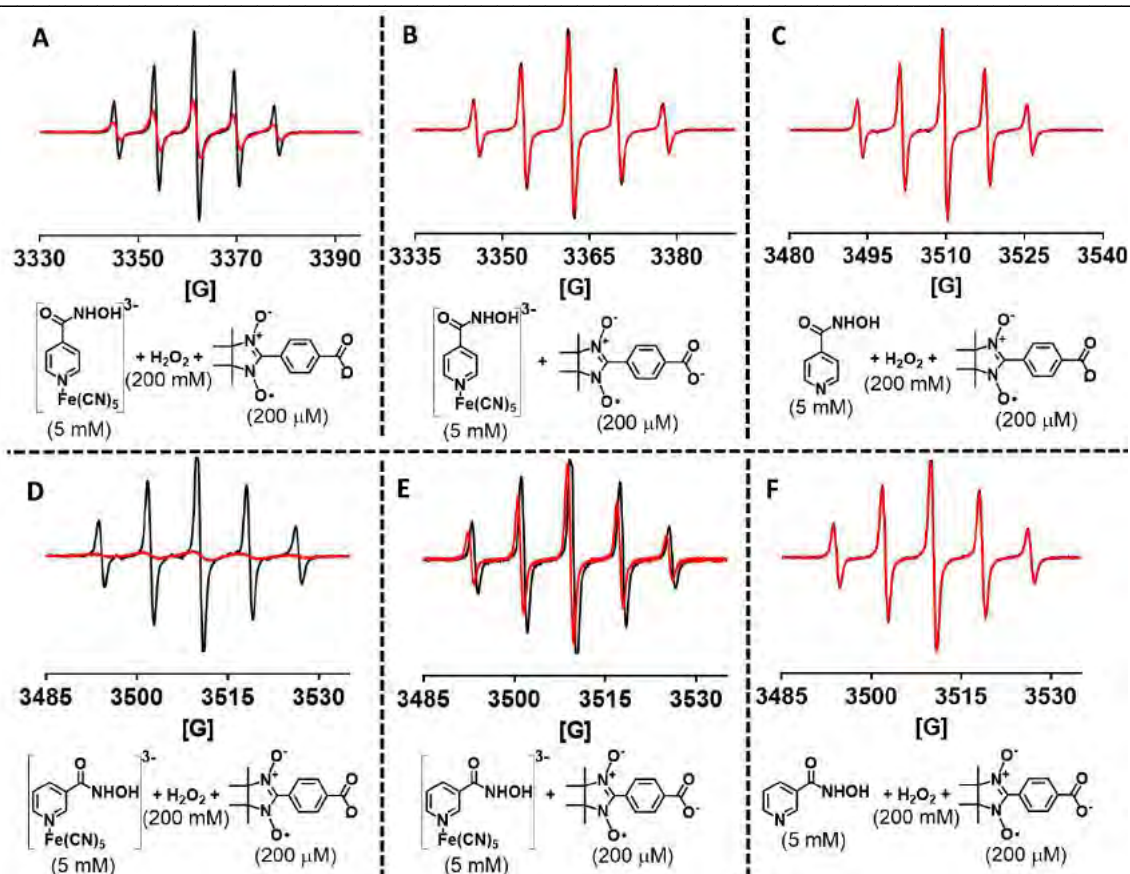 A
3330 3350 3370 3390
[G]
3-
O
NHOH
N
Fe(CN)5
(5 mM)
+ H2O2 +
(200 mM)
O-
N+
N
O•
O
O
(200 μM)
B
3335 3350 3365 3380
[G]
3-
O
NHOH
N
Fe(CN)5
(5 mM)
+
O-
N+
N
O•
O
O-
(200 μM)
C
3480 3495 3510 3525 3540
[G]
O
NHOH
N
(5 mM)
+ H2O2 +
(200 mM)
O-
N+
N
O•
O
O
(200 μM)
D
3485 3500 3515 3530
[G]
3-
O
NHOH
N
Fe(CN)5
(5 mM)
+ H2O2 +
(200 mM)
O-
N+
N
O•
O
O
(200 μM)
E
3485 3500 3515 3530
[G]
3-
O
NHOH
N
Fe(CN)5
(5 mM)
+
O-
N+
N
O•
O
O-
(200 μM)
F
3485 3500 3515 3530
[G]
O
NHOH
N
(5 mM)
+ H2O2 +
(200 mM)
O-
N+
N
O•
O
O-
(200 μM)